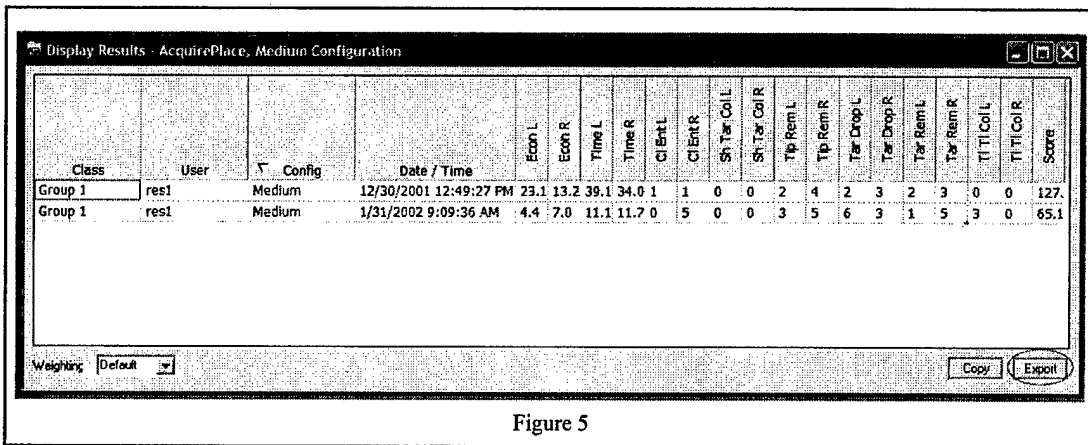 Display Results - AcquirePlace, Medium Configuration
Class User Config Date / Time Econ L Econ R Time L Time R Cl Ent L Cl Ent R Sh Tar Col L Sh Tar Col R Tip Rem L Tip Rem R Tar Drop L Tar Drop R Tar Rem L Tar Rem R Tl Tl Col L Tl Tl Col R Score
Group 1 res1 Medium 12/30/2001 12:49:27 PM 23.1 13.2 39.1 34.0 1 1 0 0 2 4 2 3 2 3 0 0 127.
Group 1 res1 Medium 1/31/2002 9:09:36 AM 4.4 7.0 11.1 11.7 0 5 0 0 3 5 6 3 1 5 3 0 65.1
Weighting Default Copy Export
Figure 5